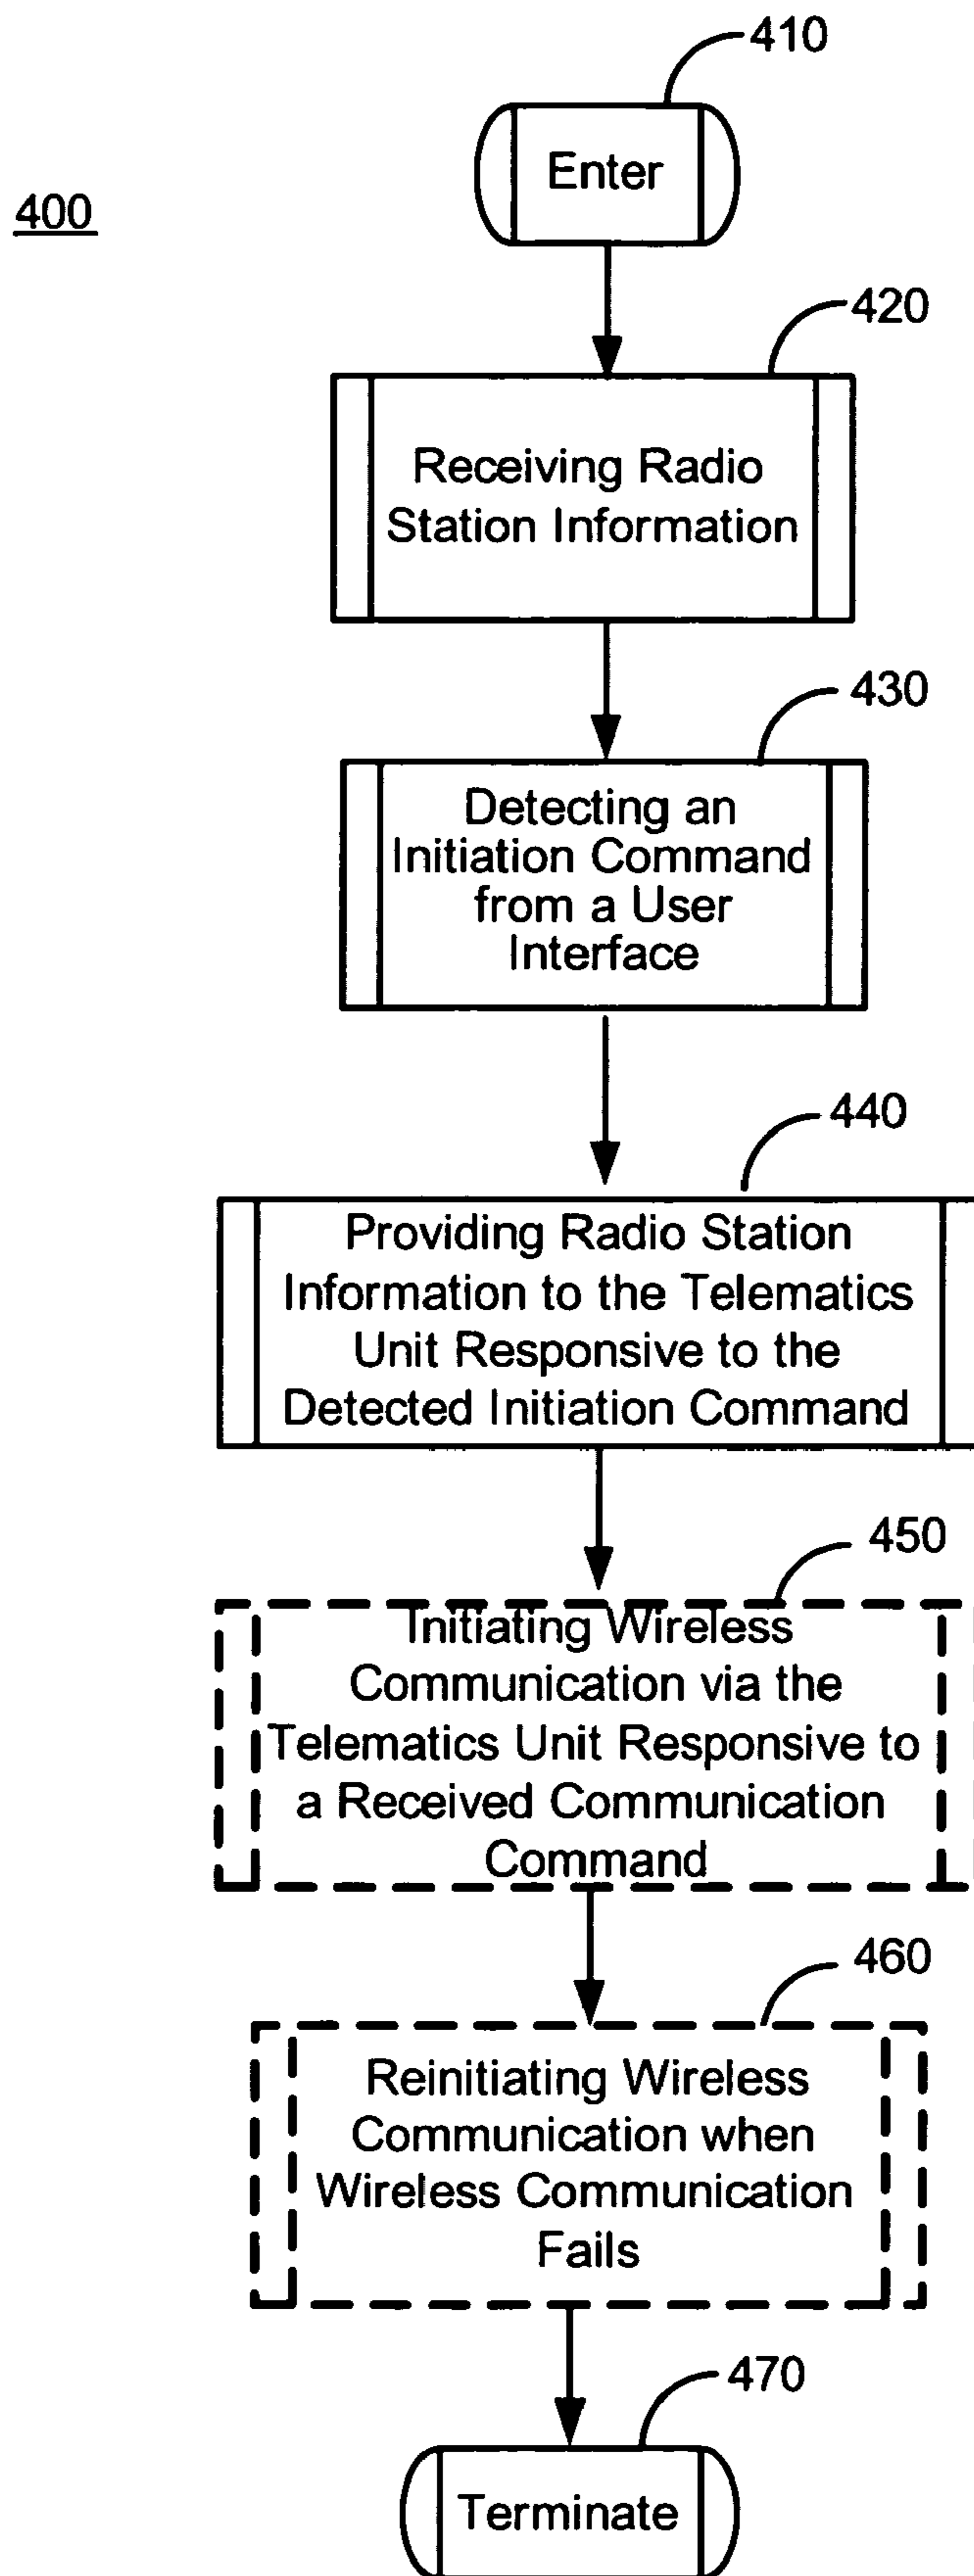 410
Enter
400
420
Receiving Radio
Station Information
430
Detecting an
Initiation Command
from a User
Interface
440
Providing Radio Station
Information to the Telematics
Unit Responsive to the
Detected Initiation Command
450
Initiating Wireless
Communication via the
Telematics Unit Responsive to
a Received Communication
Command
460
Reinitiating Wireless
Communication when
Wireless Communication
Fails
470
Terminate